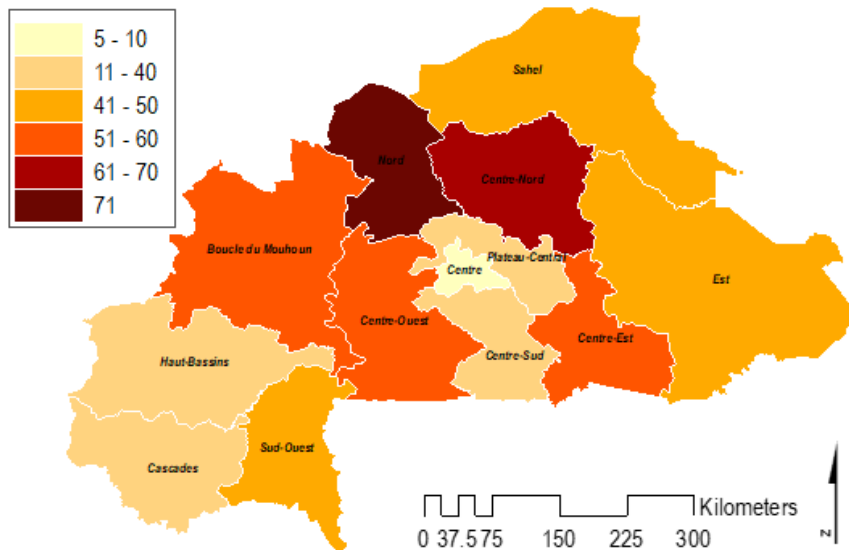 5 - 10
11 - 40
41 - 50
51 - 60
61 - 70
71
Sahel
Nord
Centre-Nord
Boucle du Mouhoun
Plateau-Central
Centre
Est
Centre-Ouest
Centre-Est
Haut-Bassins
Centre-Sud
Sud-Ouest
Cascades
Kilometers
0 37.5 75 150 225 300
N